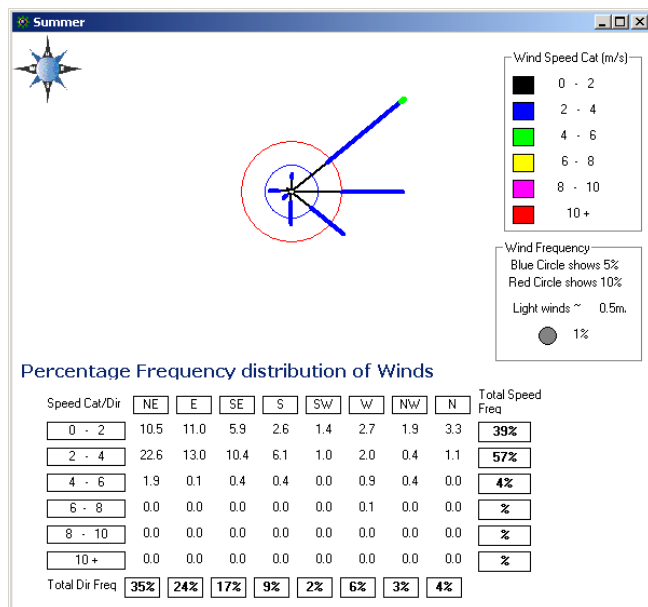 Summer
Wind Speed Cat (m/s)
0 - 2
2 - 4
4 - 6
6 - 8
8 - 10
10 +
Wind Frequency
Blue Circle shows 5%
Red Circle shows 10%
Light winds ~ 0.5m.
1%
Percentage Frequency distribution of Winds
Speed Cat/Dir NE E SE S SW W NW N Total Speed Freq
0 - 2 10.5 11.0 5.9 2.6 1.4 2.7 1.9 3.3 39%
2 - 4 22.6 13.0 10.4 6.1 1.0 2.0 0.4 1.1 57%
4 - 6 1.9 0.1 0.4 0.4 0.0 0.9 0.4 0.0 4%
6 - 8 0.0 0.0 0.0 0.0 0.0 0.1 0.0 0.0 %
8 - 10 0.0 0.0 0.0 0.0 0.0 0.0 0.0 0.0 %
10 + 0.0 0.0 0.0 0.0 0.0 0.0 0.0 0.0 %
Total Dir Freq 35% 24% 17% 9% 2% 6% 3% 4%